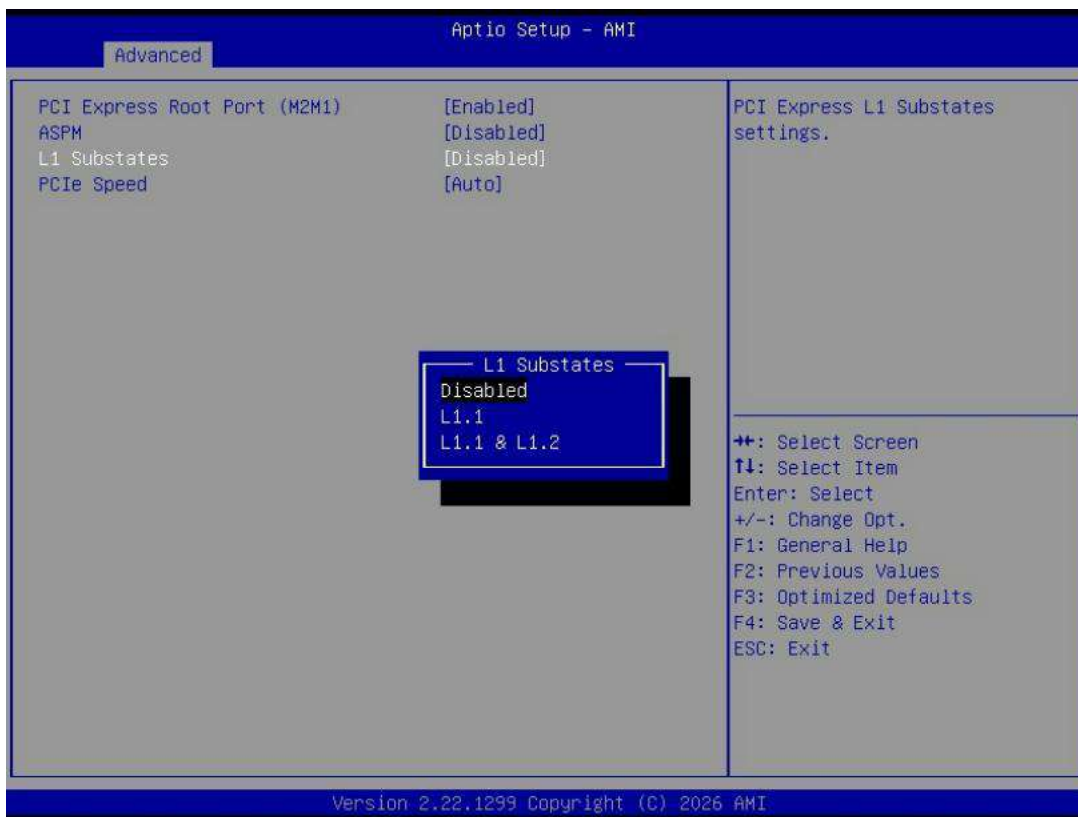 Aptio Setup - AMI
Advanced
PCI Express Root Port (M2M1) [Enabled]
ASPM [Disabled]
L1 Substates [Disabled]
PCIe Speed [Auto]
PCI Express L1 Substates
settings.
L1 Substates
Disabled
L1.1
L1.1 & L1.2
→←: Select Screen
↑↓: Select Item
Enter: Select
+/-: Change Opt.
F1: General Help
F2: Previous Values
F3: Optimized Defaults
F4: Save & Exit
ESC: Exit
Version 2.22.1299 Copyright (C) 2026 AMI